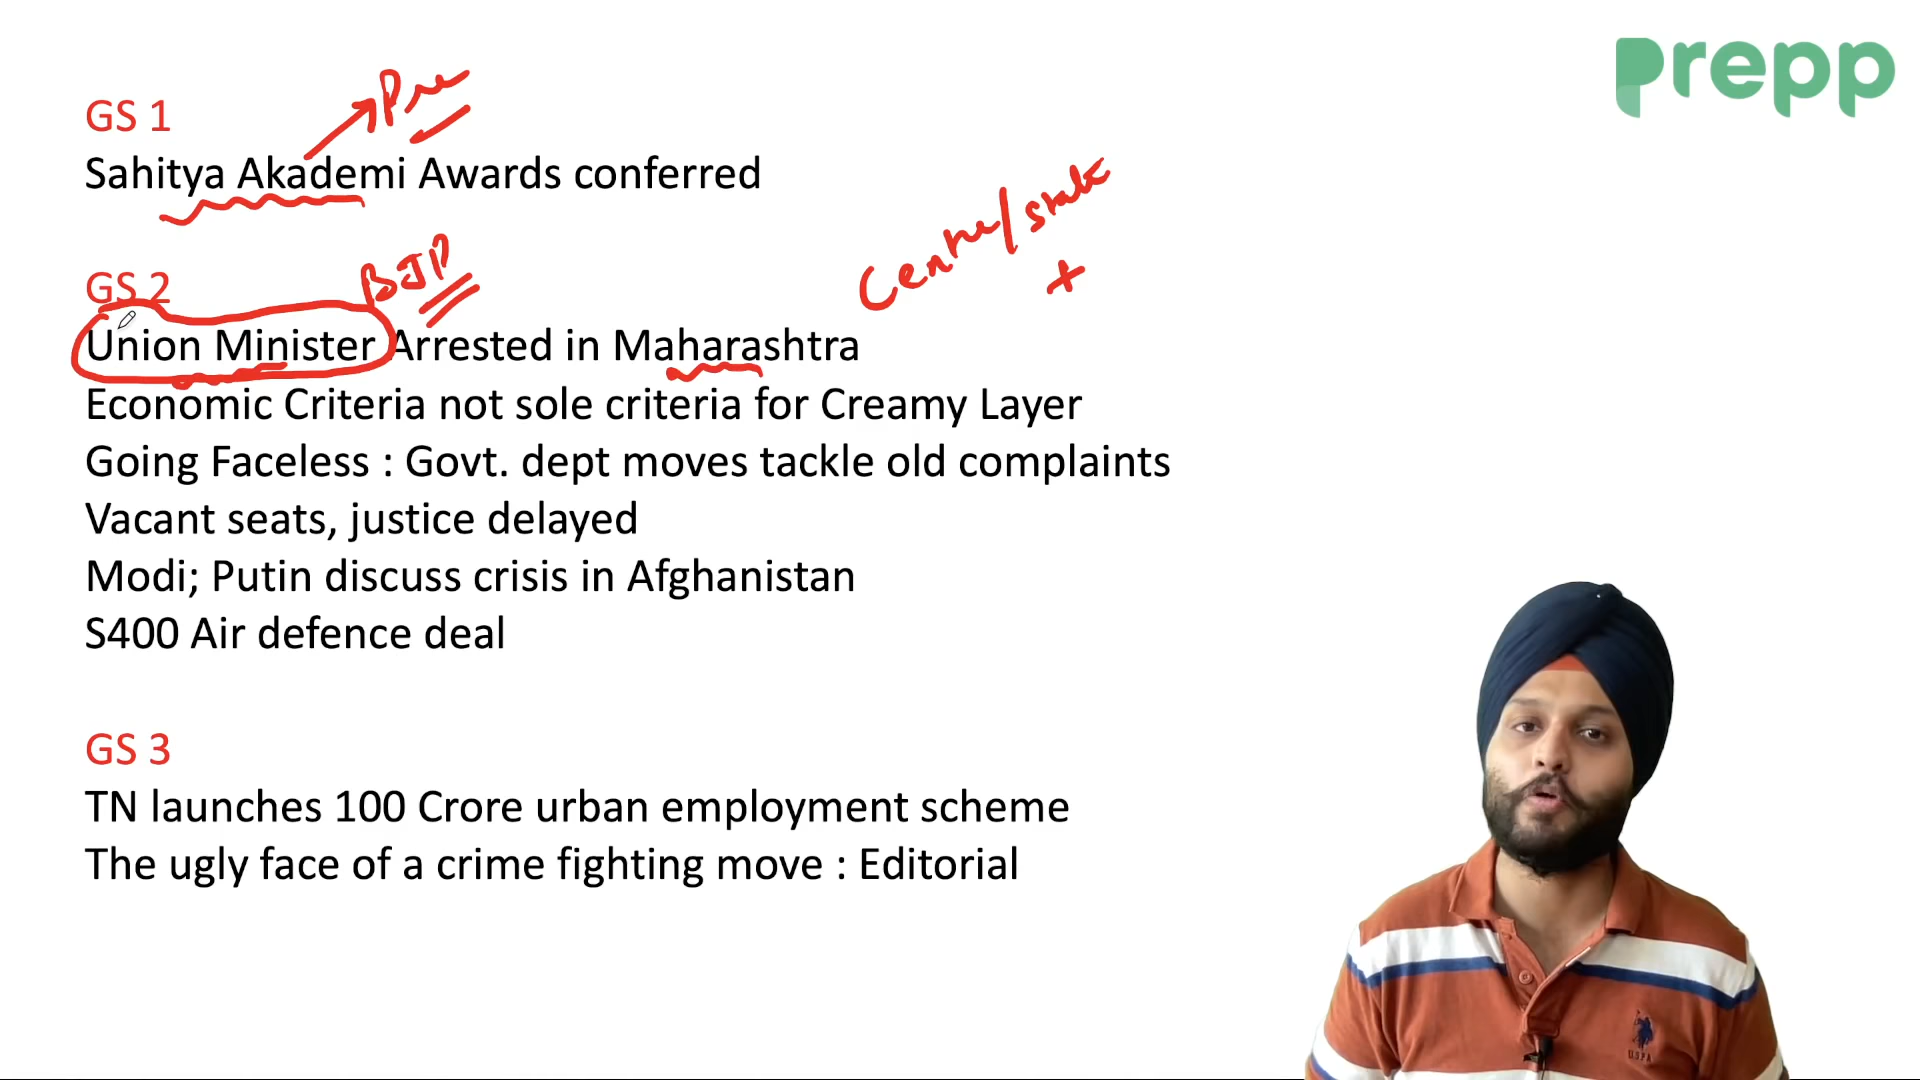 prepp
Pre
GS 1
Sahitya Akademi Awards conferred
Centre/state
+
BJP
GS 2
Union Minister Arrested in Maharashtra
Economic Criteria not sole criteria for Creamy Layer
Going Faceless : Govt. dept moves tackle old complaints
Vacant seats, justice delayed
Modi; Putin discuss crisis in Afghanistan
S400 Air defence deal
GS 3
TN launches 100 Crore urban employment scheme
The ugly face of a crime fighting move : Editorial
USPA